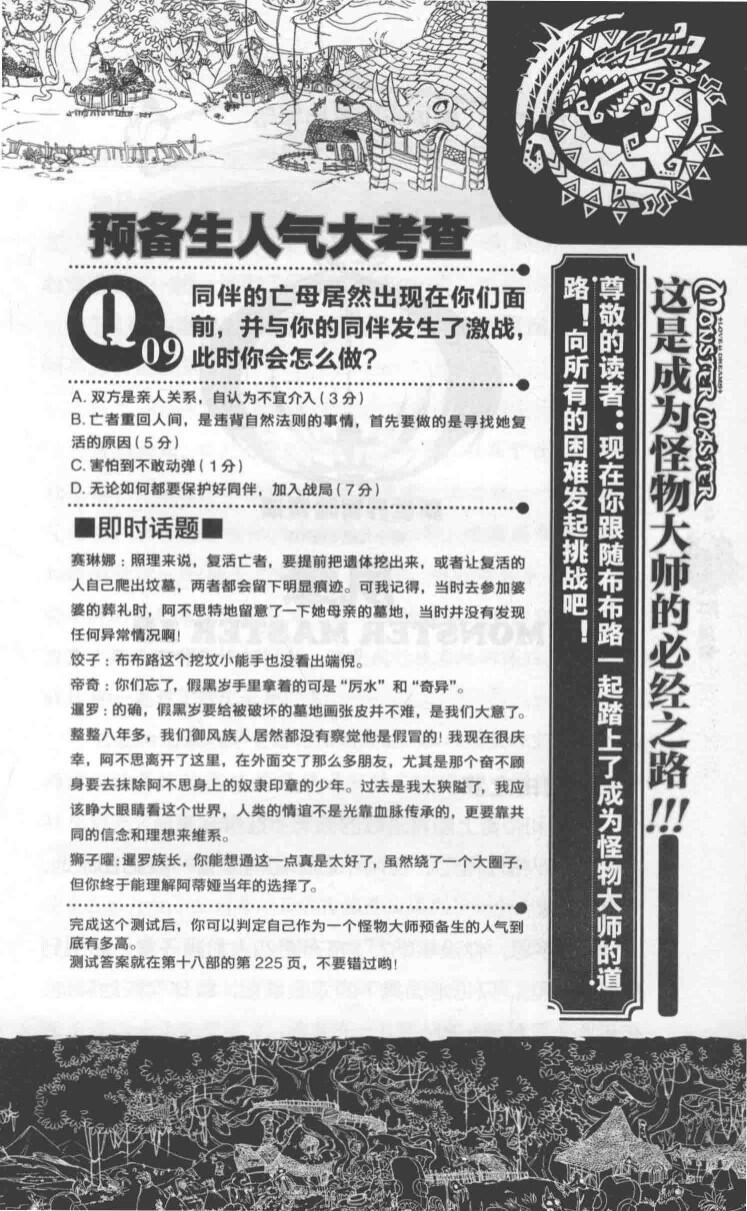 预备生人气大考查
Q09
同伴的亡母居然出现在你们面
前，并与你的同伴发生了激战，
此时你会怎么做？
A. 双方是亲人关系，自认为不宜介入（3 分）
B. 亡者重回人间，是违背自然法则的事情，首先要做的是寻找她复
活的原因（5 分）
C. 害怕到不敢动弹（1 分）
D. 无论如何都要保护好同伴，加入战局（7 分）
■即时话题■
赛琳娜：照理来说，复活亡者，要提前把遗体挖出来，或者让复活的
人自己爬出坟墓，两者都会留下明显痕迹。可我记得，当时去参加婆
婆的葬礼时，阿不思特地留意了一下她母亲的墓地，当时并没有发现
任何异常情况啊！
饺子：布布路这个挖坟小能手也没看出端倪。
帝奇：你们忘了，假黑岁手里拿着的可是“厉水”和“奇异”。
暹罗：的确，假黑岁要给被破坏的墓地画张皮并不难，是我们大意了。
整整八年多，我们御风族人居然都没有察觉他是假冒的！我现在很庆
幸，阿不思离开了这里，在外面交了那么多朋友，尤其是那个奋不顾
身要去抹除阿不思身上的奴隶印章的少年。过去是我太狭隘了，我应
该睁大眼睛看这个世界，人类的情谊不是光靠血脉传承的，更要靠共
同的信念和理想来维系。
狮子曜：暹罗族长，你能想通这一点真是太好了，虽然绕了一个大圈子，
但你终于能理解阿蒂娅当年的选择了。
完成这个测试后，你可以判定自己作为一个怪物大师预备生的人气到
底有多高。
测试答案就在第十八部的第 225 页，不要错过哟！
MONSTER MASTER
+LOVE & DREAMS+
这是成为怪物大师的必经之路!!!
尊敬的读者：现在你跟随布布路一起踏上了成为怪物大师的道
路！向所有的困难发起挑战吧！